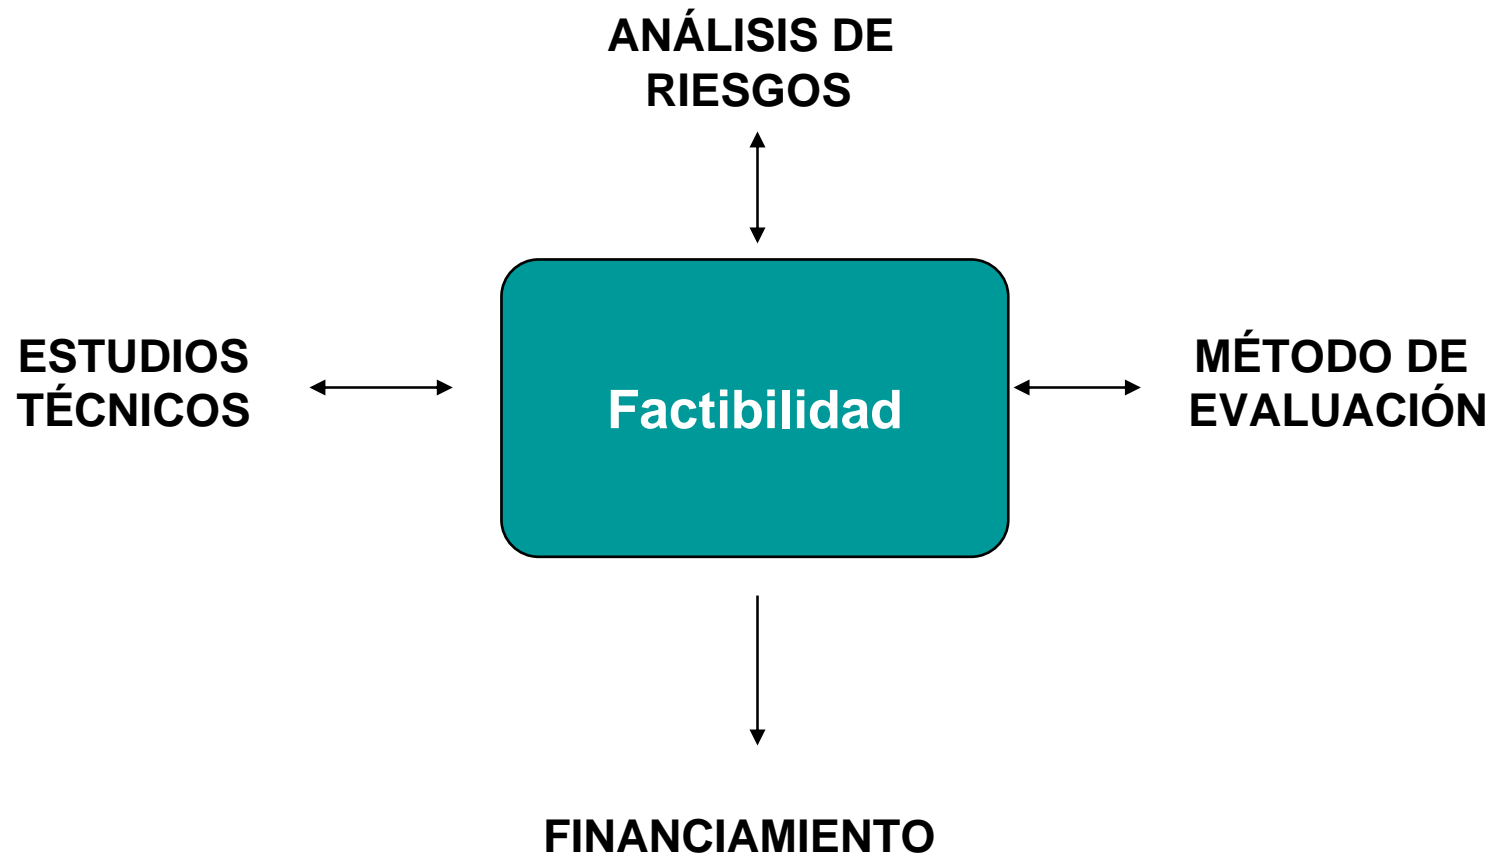 ANÁLISIS DE
RIESGOS
ESTUDIOS
TÉCNICOS
Factibilidad
MÉTODO DE
EVALUACIÓN
FINANCIAMIENTO